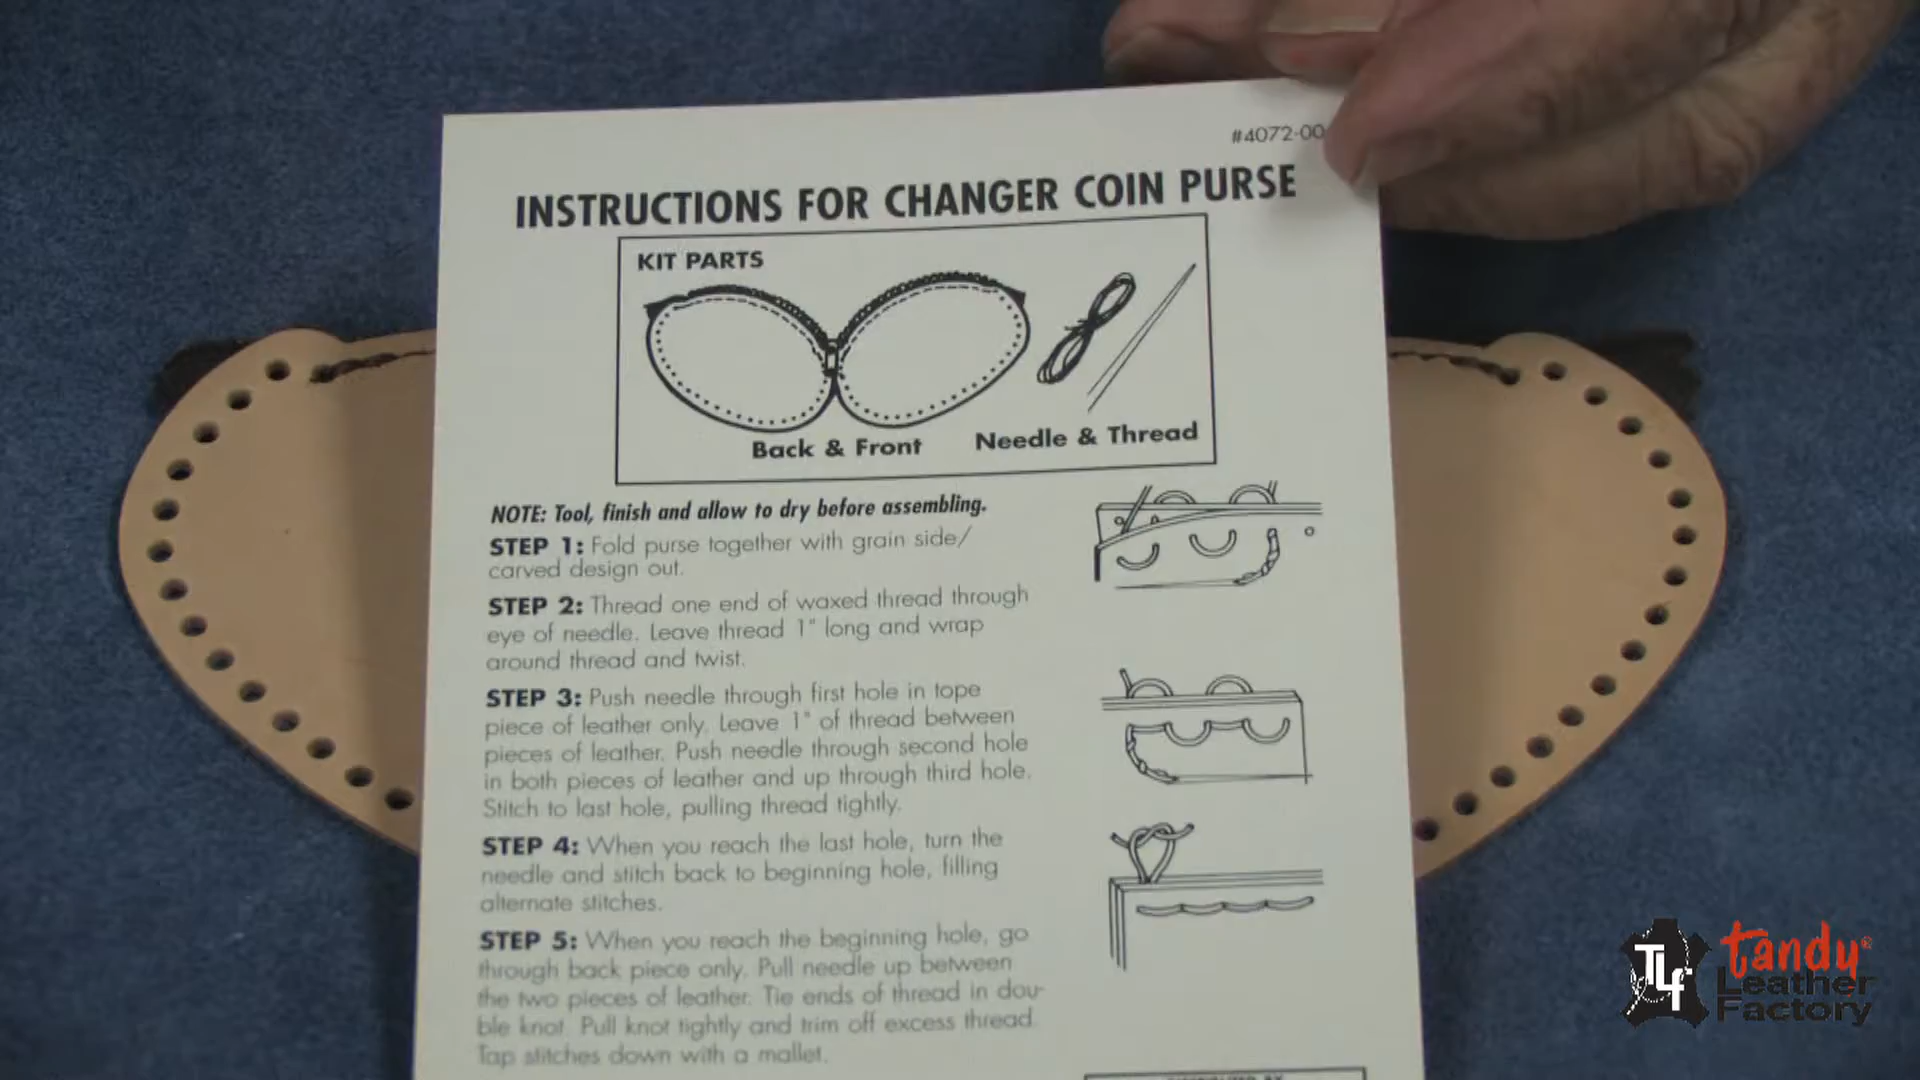 #4072-00
INSTRUCTIONS FOR CHANGER COIN PURSE
KIT PARTS
Back & Front
Needle & Thread
NOTE: Tool, finish and allow to dry before assembling.
STEP 1: Fold purse together with grain side/
carved design out.
STEP 2: Thread one end of waxed thread through
eye of needle. Leave thread 1" long and wrap
around thread and twist.
STEP 3: Push needle through first hole in tope
piece of leather only. Leave 1" of thread between
pieces of leather. Push needle through second hole
in both pieces of leather and up through third hole.
Stitch to last hole, pulling thread tightly.
STEP 4: When you reach the last hole, turn the
needle and stitch back to beginning hole, filling
alternate stitches.
STEP 5: When you reach the beginning hole, go
through back piece only. Pull needle up between
the two pieces of leather. Tie ends of thread in dou-
ble knot. Pull knot tightly and trim off excess thread.
Tap stitches down with a mallet.
TLF
tandy®
Leather
Factory